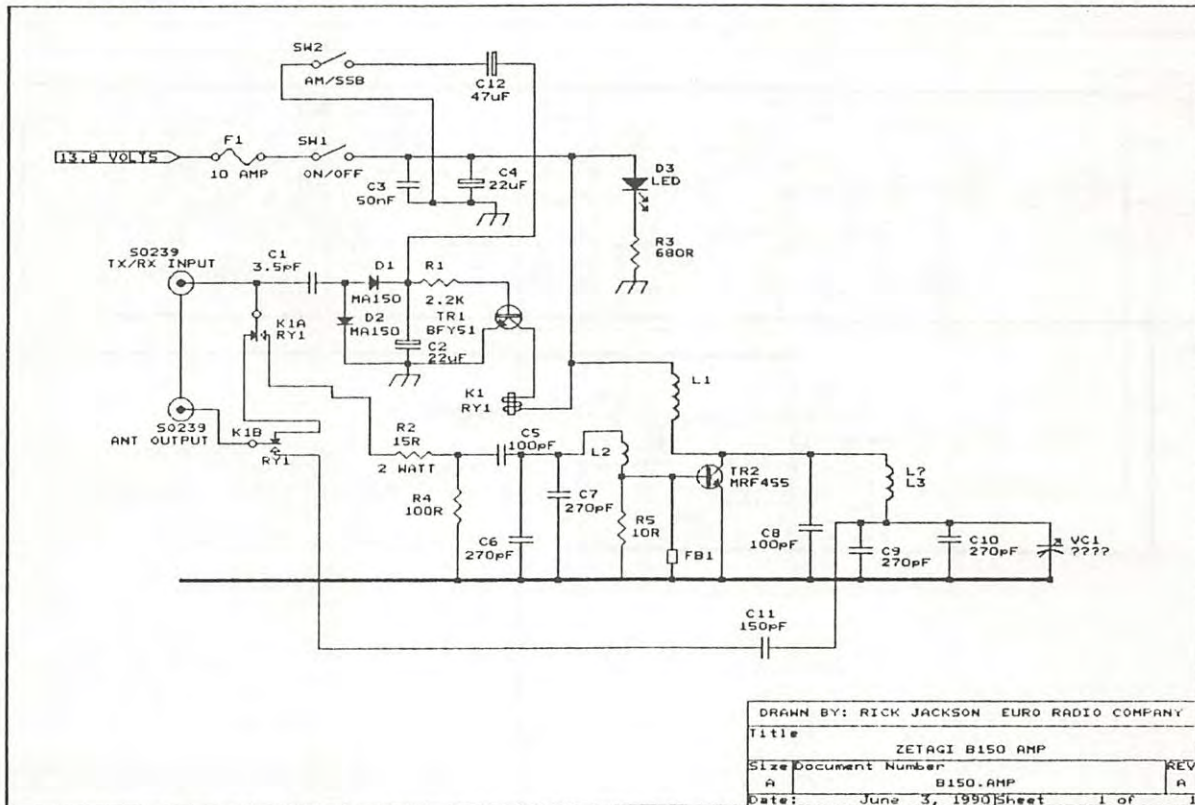 SW2
AM/SSB
C12
47uF
13.8 VOLTS
F1
10 AMP
SW1
ON/OFF
C3
50nF
C4
22uF
D3
LED
R3
680R
SO239
TX/RX INPUT
C1
3.5pF
D1
MA150
R1
2.2K
D2
MA150
TR1
BFY51
K1A
RY1
C2
22uF
K1
RY1
L1
SO239
ANT OUTPUT
K1B
RY1
R2
15R
2 WATT
C5
100pF
L2
TR2
MRF455
L?
L3
R4
100R
C7
270pF
C6
270pF
R5
10R
FB1
C8
100pF
C9
270pF
C10
270pF
VC1
????
C11
150pF
DRAWN BY: RICK JACKSON EURO RADIO COMPANY
Title
ZETAGI B150 AMP
Size Document Number REV
A B150.AMP A
Date: June 3, 1990 Sheet 1 of